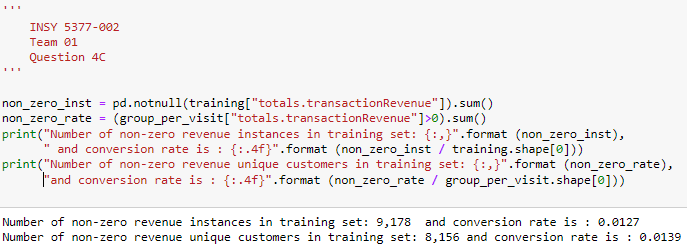 '''
    INSY 5377-002
    Team 01
    Question 4C
'''
non_zero_inst = pd.notnull(training["totals.transactionRevenue"]).sum()
non_zero_rate = (group_per_visit["totals.transactionRevenue"]>0).sum()
print("Number of non-zero revenue instances in training set: {:,}".format (non_zero_inst),
      " and conversion rate is : {:.4f}".format (non_zero_inst / training.shape[0]))
print("Number of non-zero revenue unique customers in training set: {:,}".format (non_zero_rate),
      "and conversion rate is : {:.4f}".format (non_zero_rate / group_per_visit.shape[0]))
Number of non-zero revenue instances in training set: 9,178  and conversion rate is : 0.0127
Number of non-zero revenue unique customers in training set: 8,156 and conversion rate is : 0.0139